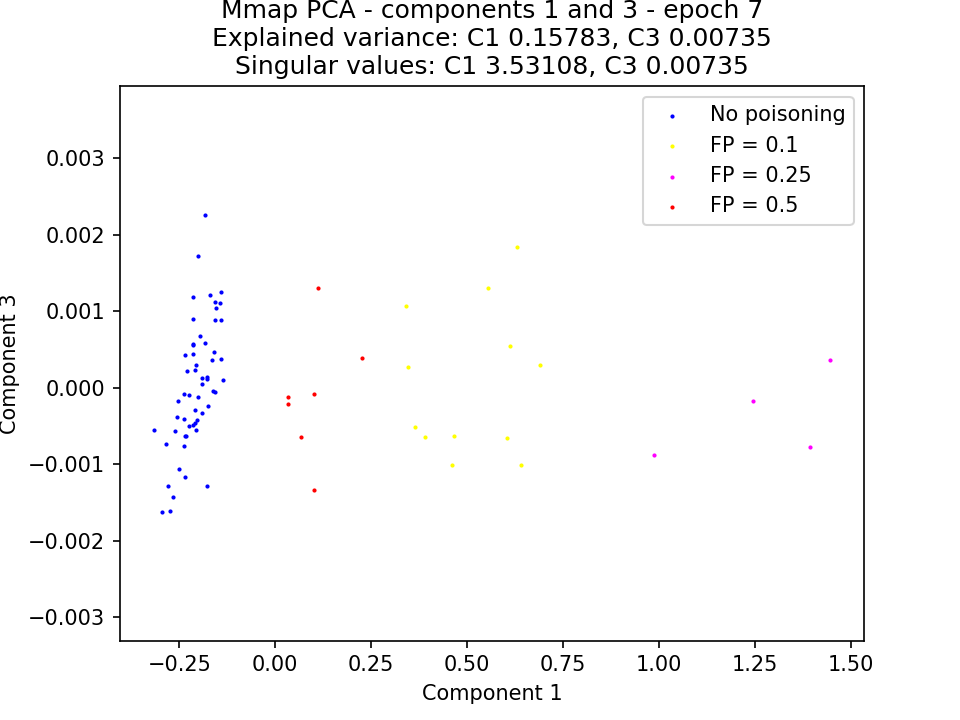 Mmap PCA - components 1 and 3 - epoch 7
Explained variance: C1 0.15783, C3 0.00735
Singular values: C1 3.53108, C3 0.00735
No poisoning
FP = 0.1
FP = 0.25
FP = 0.5
0.003
0.002
0.001
0.000
−0.001
−0.002
−0.003
Component 3
−0.25
0.00
0.25
0.50
0.75
1.00
1.25
1.50
Component 1